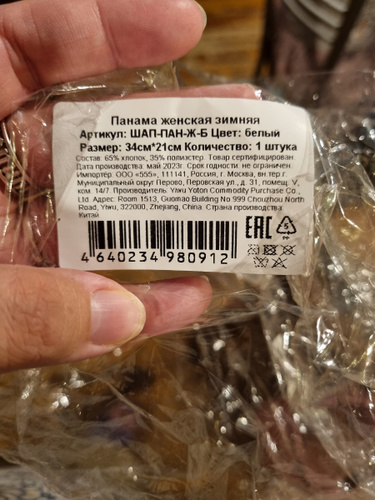 Панама женская зимняя
Артикул: ШАП-ПАН-Ж-Б Цвет: белый
Размер: 34см*21см Количество: 1 штука
Состав: 65% хлопок, 35% полиэстер. Товар сертифицирован.
Дата производства: май 2023г. Срок годности: не ограничен.
Импортёр: ООО «555», 111141, Россия, г. Москва, вн.тер.г.
Муниципальный округ Перово, Перовская ул., д. 31, помещ. V,
ком. 14/7. Производитель: Yiwu Yoton Commodity Purchase Co.,
Ltd. Адрес: Room 1513, Guomao Building No 999 Chouzhou North
Road, Yiwu, 322000, Zhejiang, China. Страна производства:
Китай
EAC
5
4 640234 980912